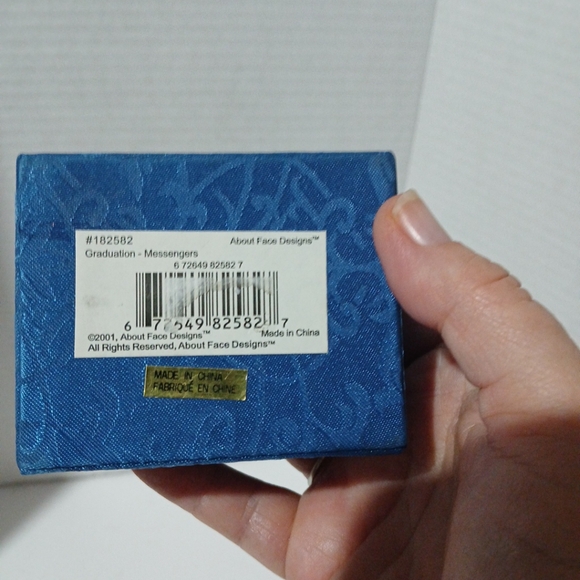 #182582 About Face Designs™
Graduation - Messengers
6 72649 82582 7
6 72649 82582 7
©2001, About Face Designs™ Made in China
All Rights Reserved, About Face Designs™
MADE IN CHINA
FABRIQUÉ EN CHINE